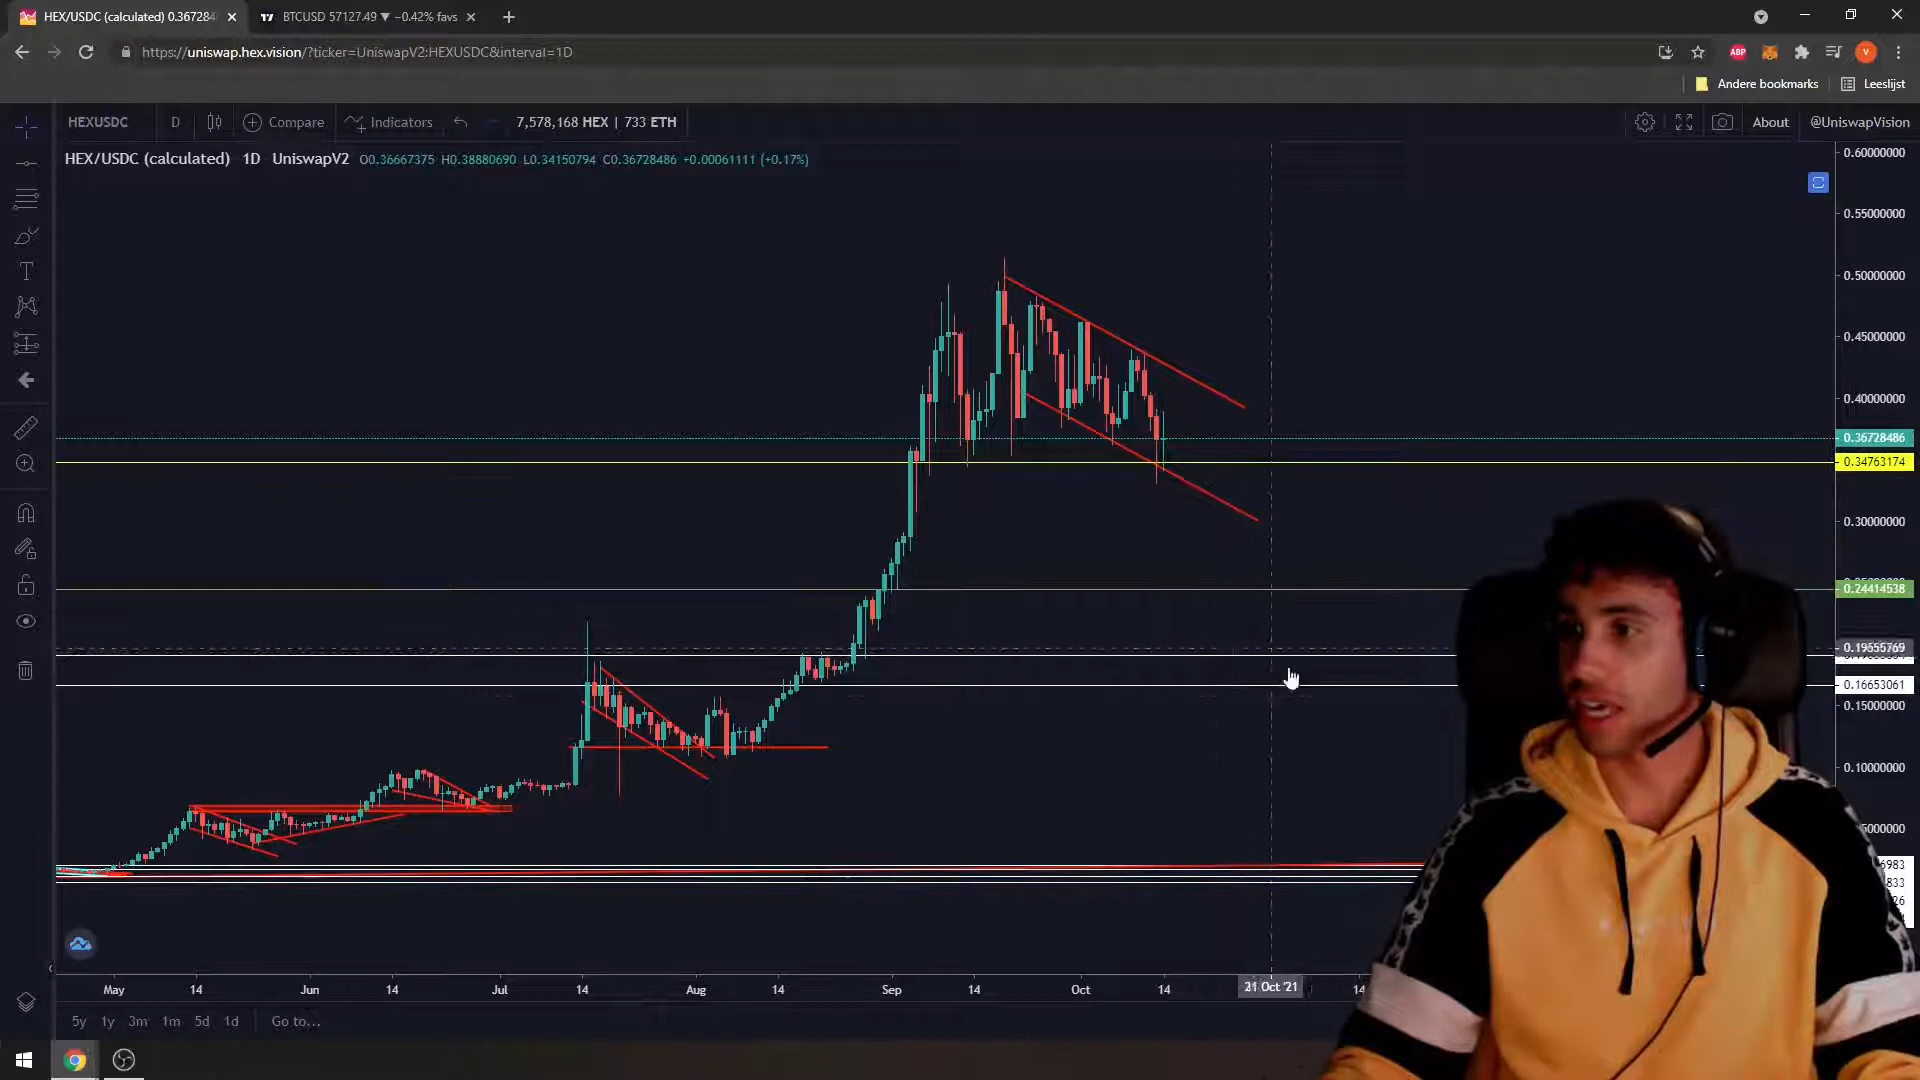 HEX/USDC (calculated) 0.367284
BTCUSD 57127.49 ▼ −0.42% favs
https://uniswap.hex.vision/?ticker=UniswapV2:HEXUSDC&interval=1D
ABP
V
Andere bookmarks
Leeslijst
HEXUSDC
D
Compare
Indicators
7,578,168 HEX | 733 ETH
About
@UniswapVision
HEX/USDC (calculated) 1D UniswapV2 O0.36667375 H0.38880690 L0.34150794 C0.36728486 +0.00061111 (+0.17%)
0.60000000
0.55000000
0.50000000
0.45000000
0.40000000
0.36728486
0.34763174
0.30000000
0.24414538
0.19655769
0.16653061
0.15000000
0.10000000
5000000
6983
833
26
May 14 Jun 14 Jul 14 Aug 14 Sep 14 Oct 14 21 Oct '21 14
5y 1y 3m 1m 5d 1d Go to...